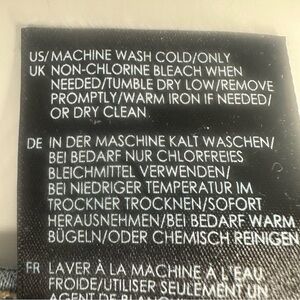 US/ MACHINE WASH COLD/ONLY
UK NON-CHLORINE BLEACH WHEN
NEEDED/TUMBLE DRY LOW/REMOVE
PROMPTLY/WARM IRON IF NEEDED/
OR DRY CLEAN
DE IN DER MASCHINE KALT WASCHEN/
BEI BEDARF NUR CHLORFREIES
BLEICHMITTEL VERWENDEN/
BEI NIEDRIGER TEMPERATUR IM
TROCKNER TROCKNEN/SOFORT
HERAUSNEHMEN/BEI BEDARF WARM
BÜGELN/ODER CHEMISCH REINIGEN
FR LAVER À LA MACHINE À L'EAU
FROIDE/UTILISER SEULEMENT UN
AGENT DE